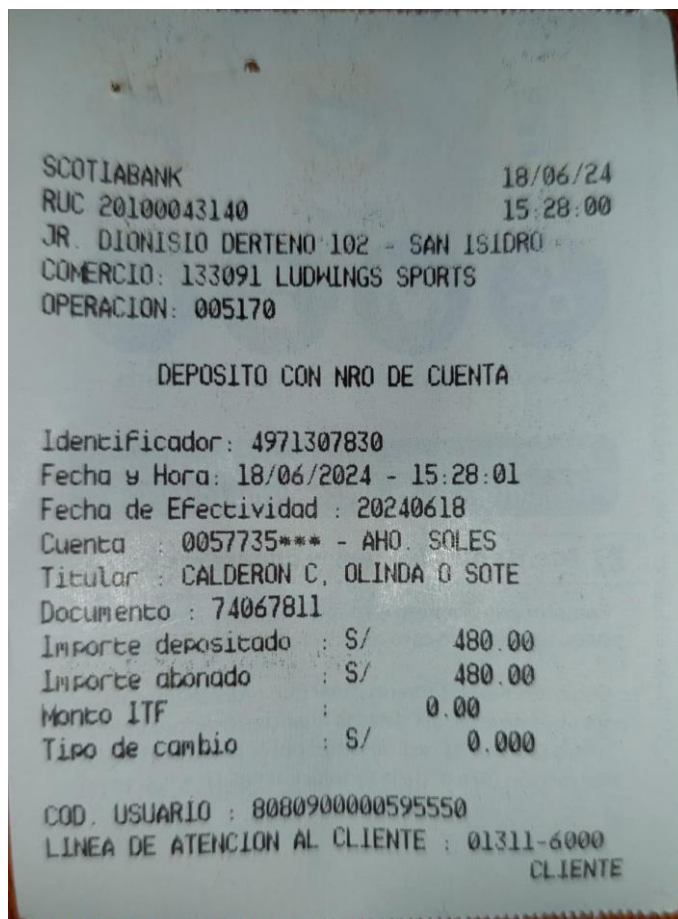 SCOTIABANK 18/06/24
RUC 20100043140 15:28:00
JR. DIONISIO DERTENO 102 - SAN ISIDRO
COMERCIO: 133091 LUDWINGS SPORTS
OPERACION: 005170
DEPOSITO CON NRO DE CUENTA
Identificador: 4971307830
Fecha y Hora: 18/06/2024 - 15:28:01
Fecha de Efectividad : 20240618
Cuenta : 0057735*** - AHO. SOLES
Titular : CALDERON C, OLINDA O SOTE
Documento : 74067811
Importe depositado : S/ 480.00
Importe abonado : S/ 480.00
Monto ITF : 0.00
Tipo de cambio : S/ 0.000
COD. USUARIO : 8080900000595550
LINEA DE ATENCION AL CLIENTE : 01311-6000
CLIENTE